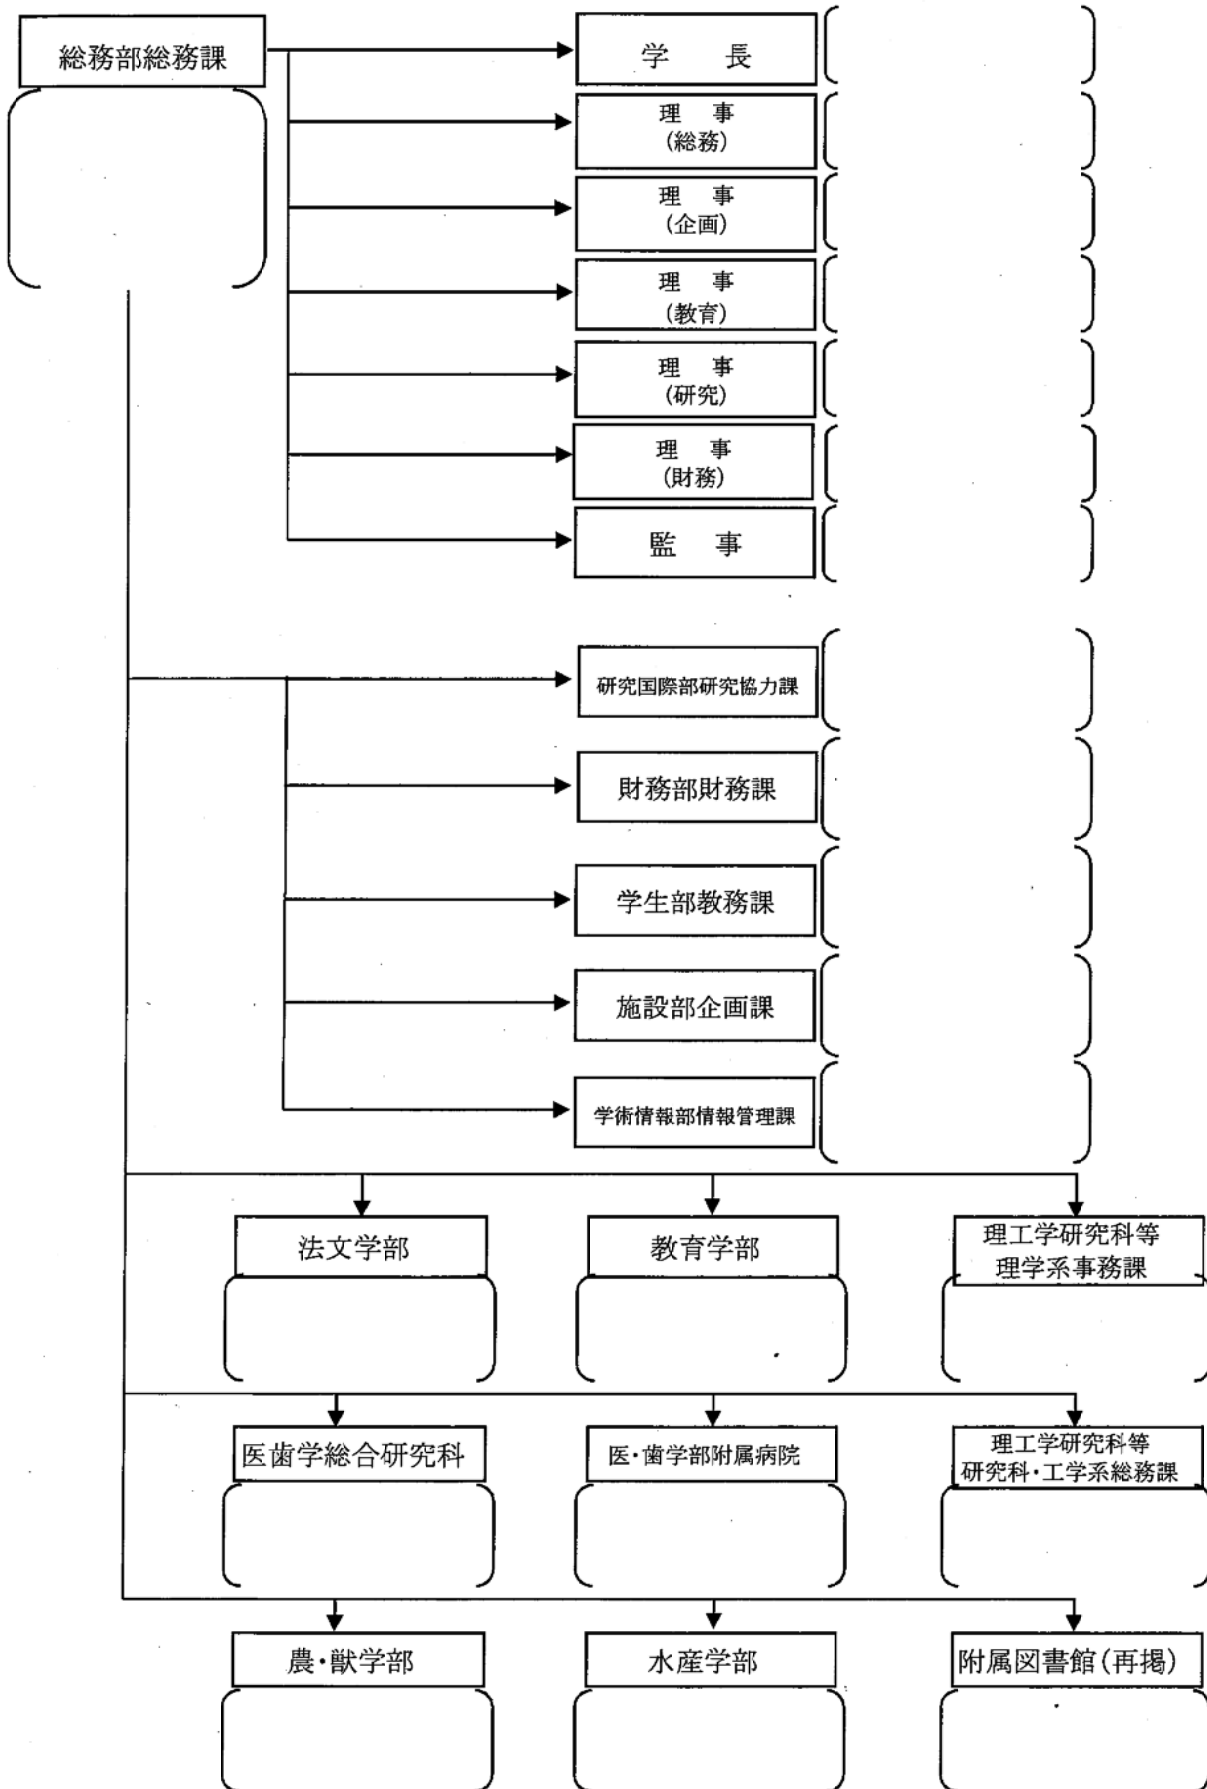 総務部総務課
学 長
理 事
(総務)
理 事
(企画)
理 事
(教育)
理 事
(研究)
理 事
(財務)
監 事
研究国際部研究協力課
財務部財務課
学生部教務課
施設部企画課
学術情報部情報管理課
法文学部
教育学部
理工学研究科等
理学系事務課
医歯学総合研究科
医・歯学部附属病院
理工学研究科等
研究科・工学系総務課
農・獣学部
水産学部
附属図書館(再掲)